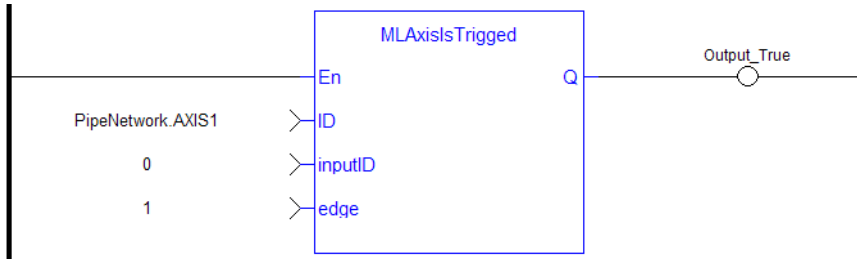 MLAxisIsTrigged
Output_True
En
Q
PipeNetwork.AXIS1
ID
0
inputID
1
edge